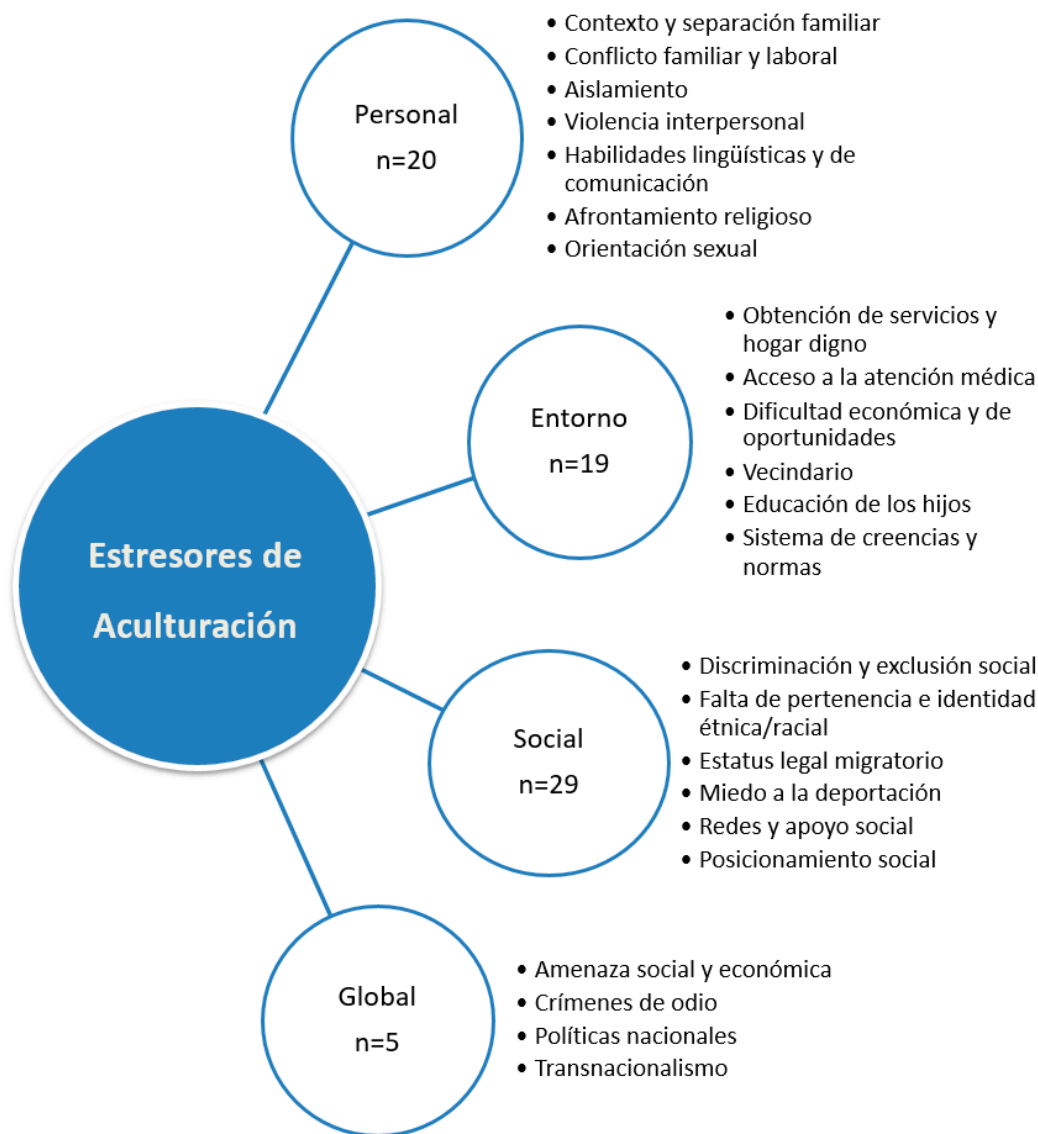 Personal
n=20
• Contexto y separación familiar
• Conflicto familiar y laboral
• Aislamiento
• Violencia interpersonal
• Habilidades lingüísticas y de
comunicación
• Afrontamiento religioso
• Orientación sexual
Entorno
n=19
• Obtención de servicios y
hogar digno
• Acceso a la atención médica
• Dificultad económica y de
oportunidades
• Vecindario
• Educación de los hijos
• Sistema de creencias y
normas
Estresores de
Aculturación
Social
n=29
• Discriminación y exclusión social
• Falta de pertenencia e identidad
étnica/racial
• Estatus legal migratorio
• Miedo a la deportación
• Redes y apoyo social
• Posicionamiento social
Global
n=5
• Amenaza social y económica
• Crímenes de odio
• Políticas nacionales
• Transnacionalismo